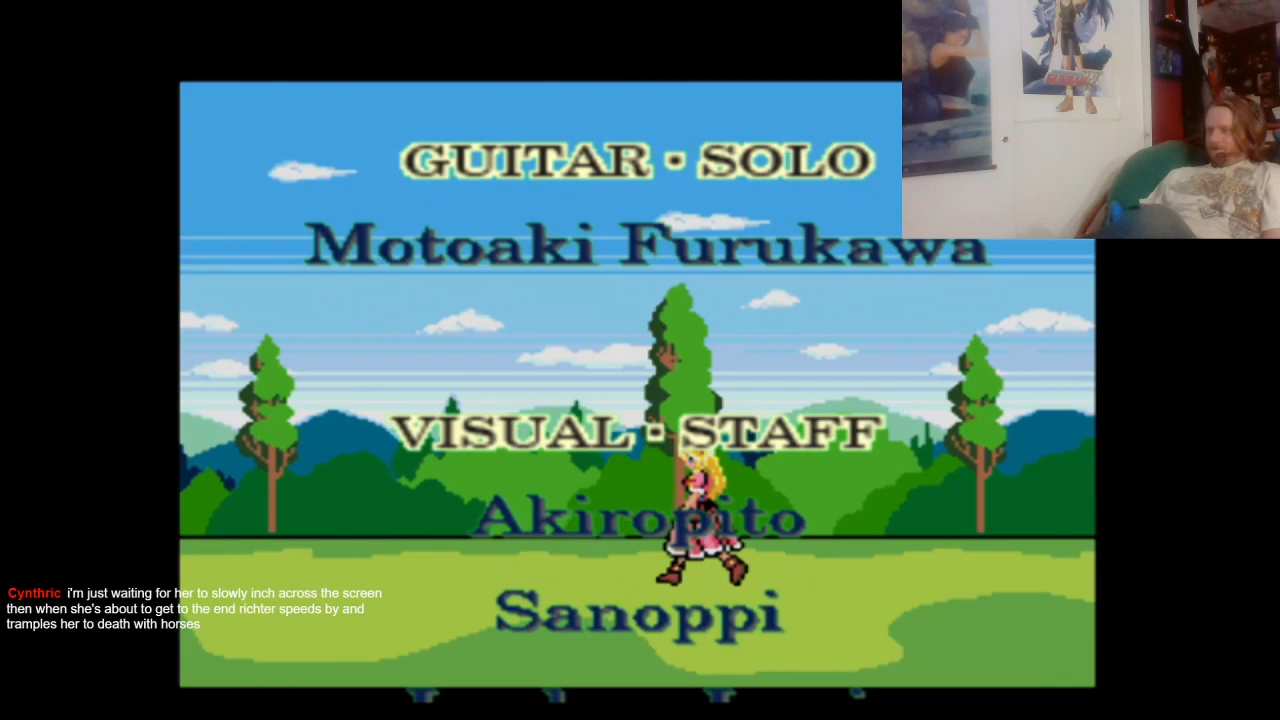 GUITAR · SOLO
Motoaki Furukawa
VISUAL · STAFF
Akiropito
Sanoppi
Cynthric i'm just waiting for her to slowly inch across the screen
then when she's about to get to the end richter speeds by and
tramples her to death with horses